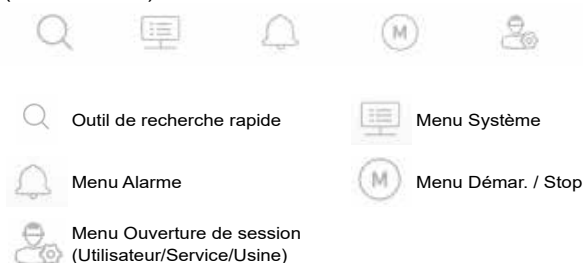 M
Outil de recherche rapide
Menu Système
Menu Alarme
M
Menu Démar. / Stop
Menu Ouverture de session
(Utilisateur/Service/Usine)